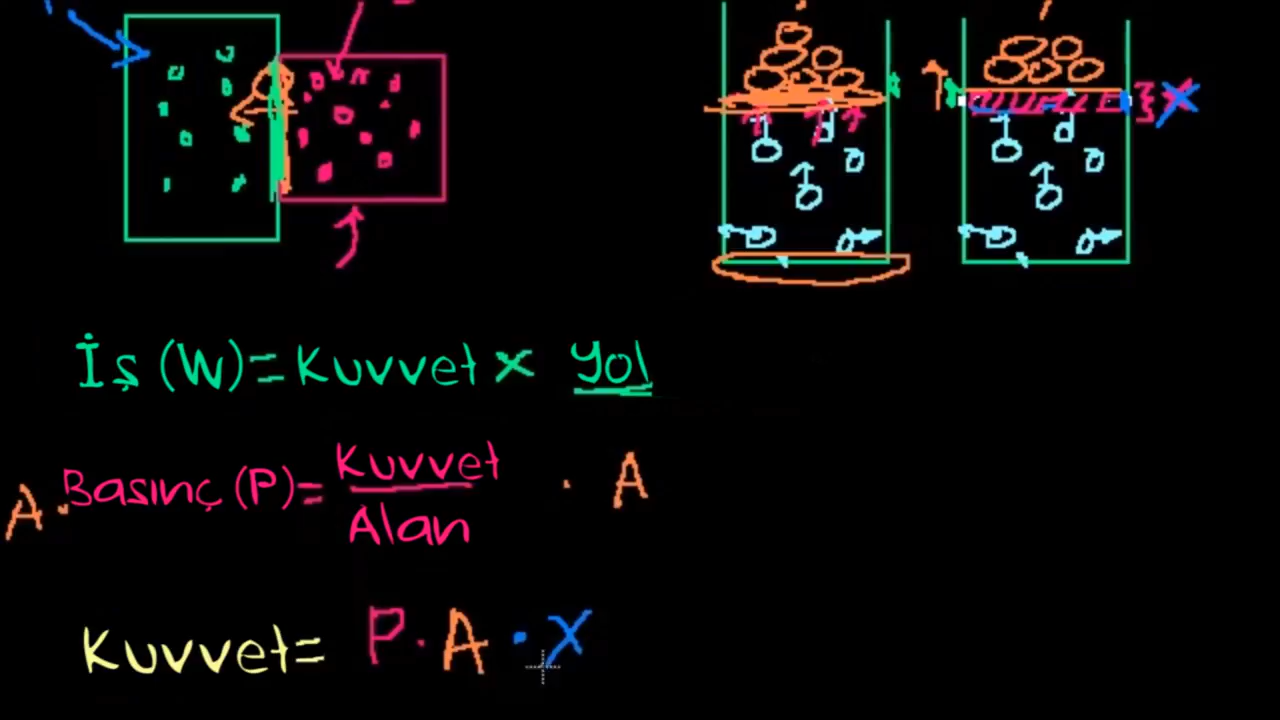 x
İş (W) = Kuvvet x Yol
A . Basınç (P) = Kuvvet / Alan . A
Kuvvet = P . A . X